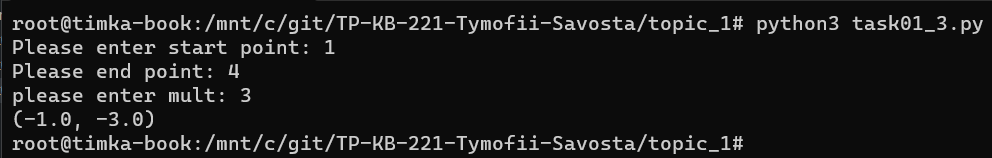 root@timka-book:/mnt/c/git/TP-KB-221-Tymofii-Savosta/topic_1# python3 task01_3.py
Please enter start point: 1
Please end point: 4
please enter mult: 3
(-1.0, -3.0)
root@timka-book:/mnt/c/git/TP-KB-221-Tymofii-Savosta/topic_1#